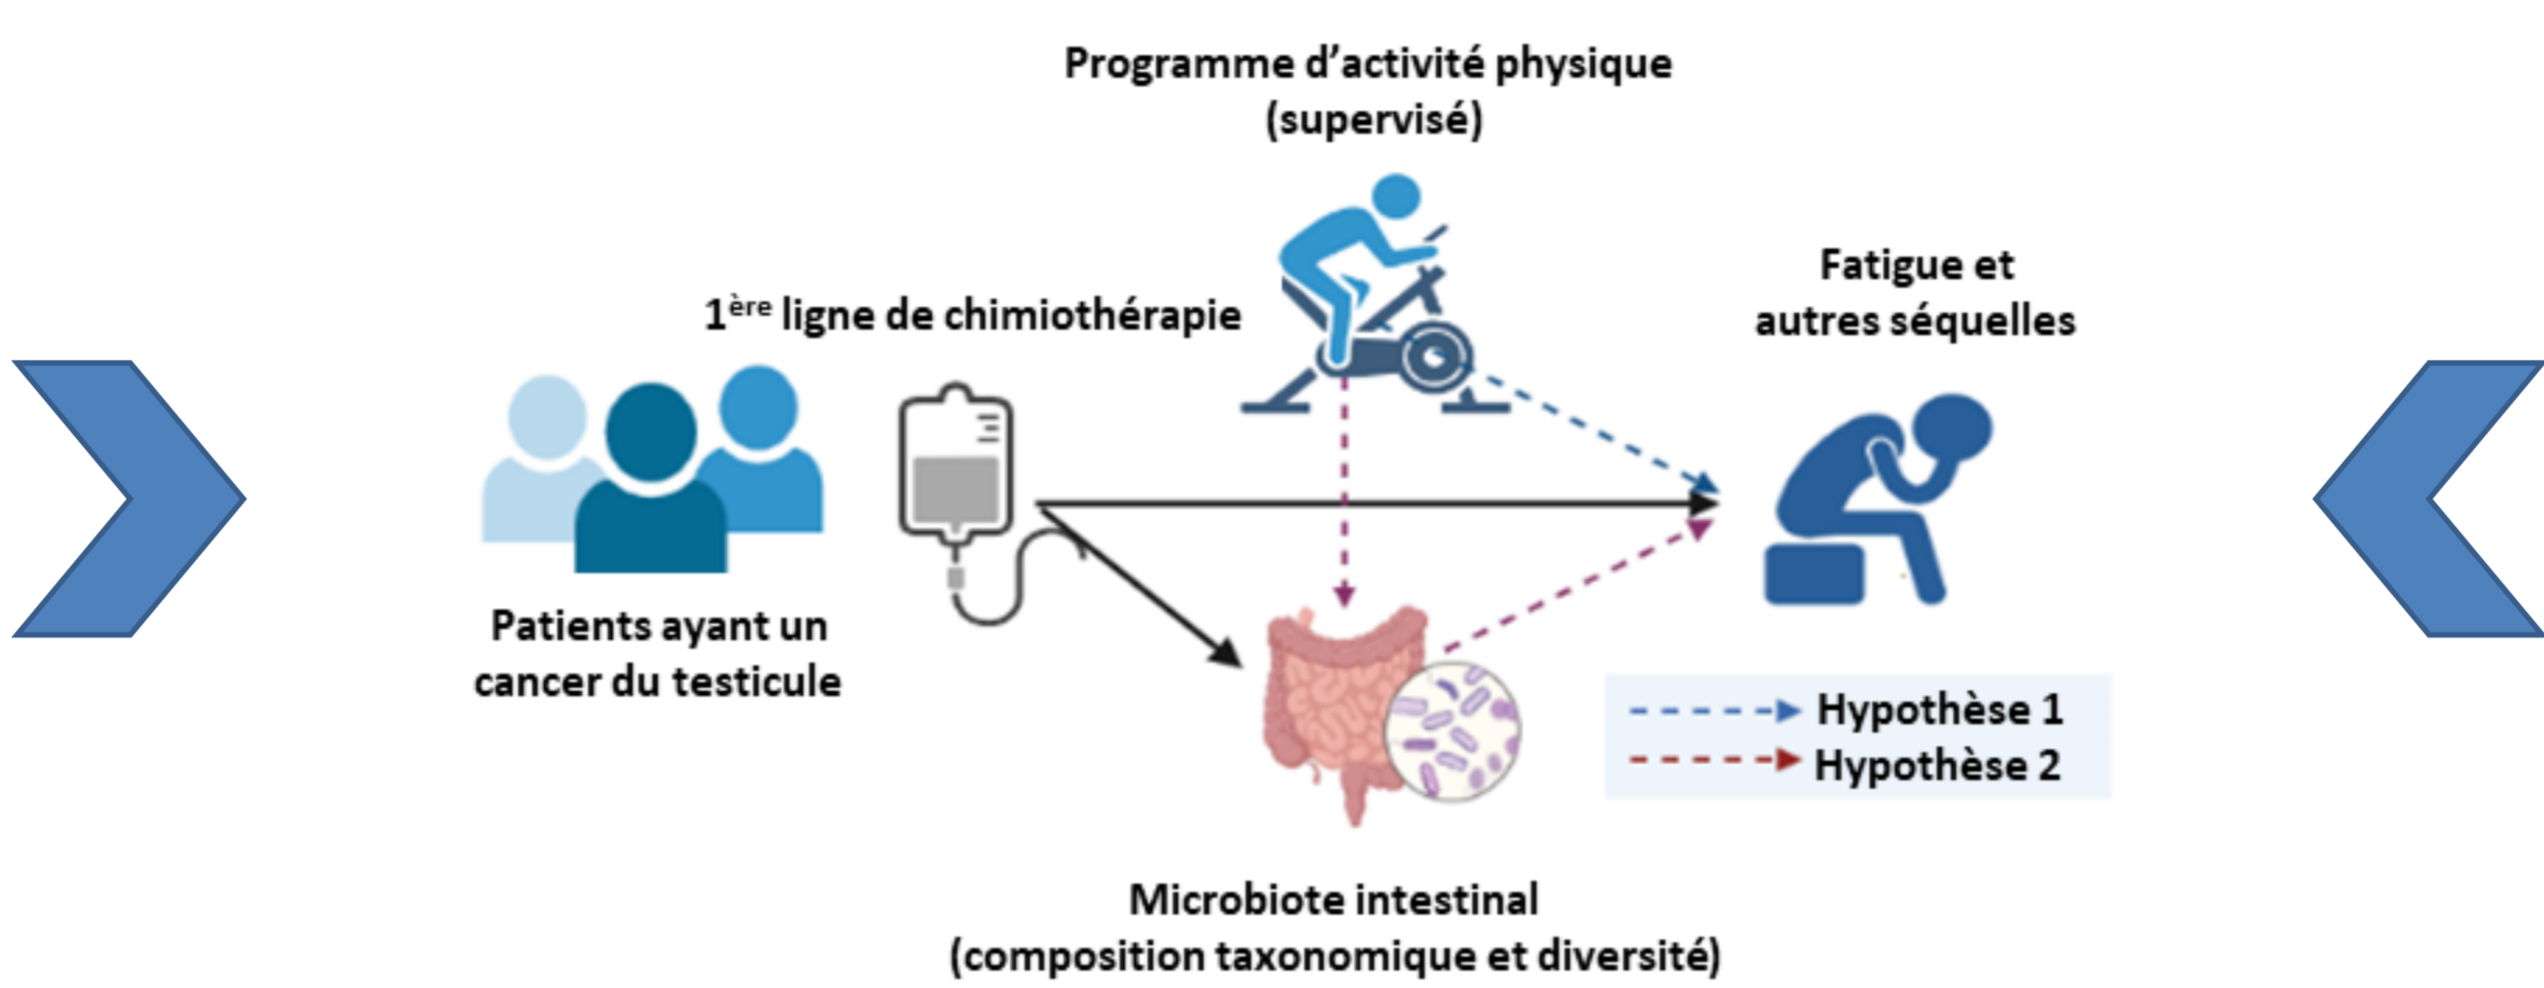 Programme d’activité physique
(supervisé)
1ère ligne de chimiothérapie
Fatigue et
autres séquelles
Patients ayant un
cancer du testicule
Hypothèse 1
Hypothèse 2
Microbiote intestinal
(composition taxonomique et diversité)